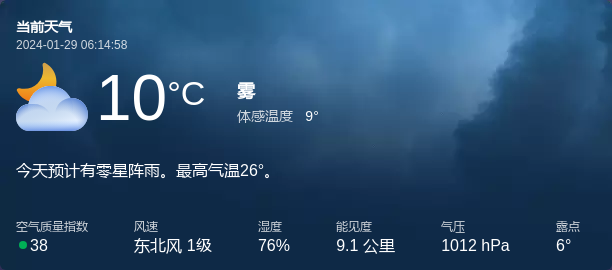 当前天气
2024-01-29 06:14:58
10°C
雾
体感温度 9°
今天预计有零星阵雨。最高气温26°。
空气质量指数 风速 湿度 能见度 气压 露点
38 东北风 1级 76% 9.1 公里 1012 hPa 6°